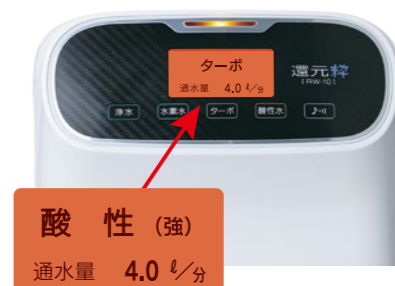 ターボ
通水量 4.0 ℓ/分
還元粋
[RW-10]
浄水 水素水 ターボ 酸性水
酸 性 (強)
通水量 4.0 ℓ/分